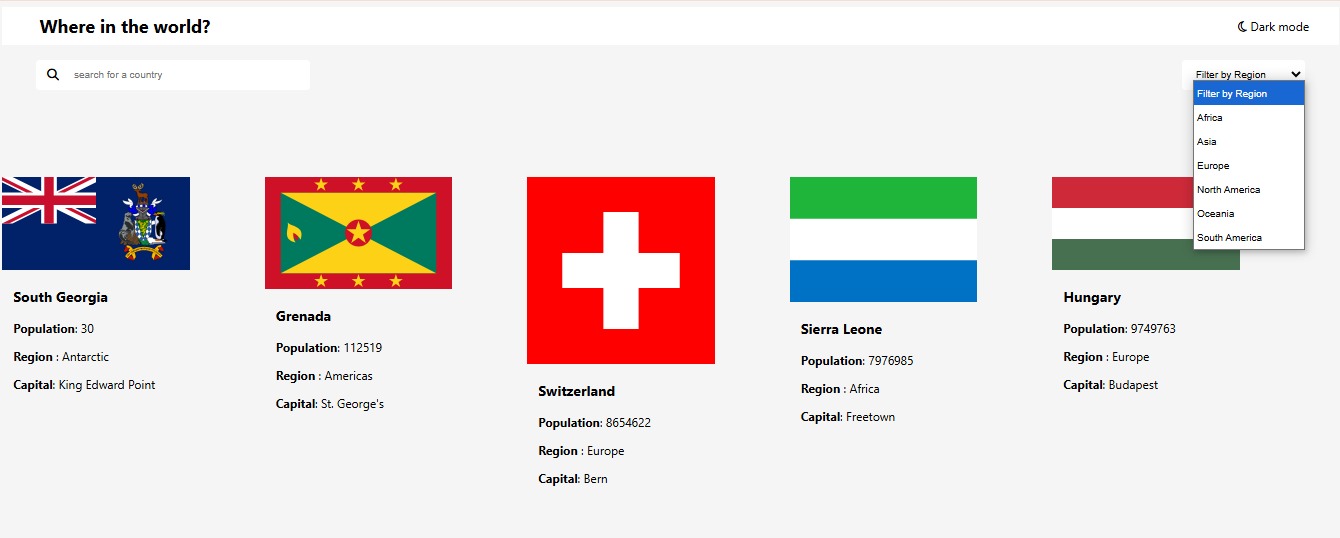 Where in the world?
Dark mode
search for a country
Filter by Region
Filter by Region
Africa
Asia
Europe
North America
Oceania
South America
South Georgia
Population: 30
Region : Antarctic
Capital: King Edward Point
Grenada
Population: 112519
Region : Americas
Capital: St. George's
Switzerland
Population: 8654622
Region : Europe
Capital: Bern
Sierra Leone
Population: 7976985
Region : Africa
Capital: Freetown
Hungary
Population: 9749763
Region : Europe
Capital: Budapest